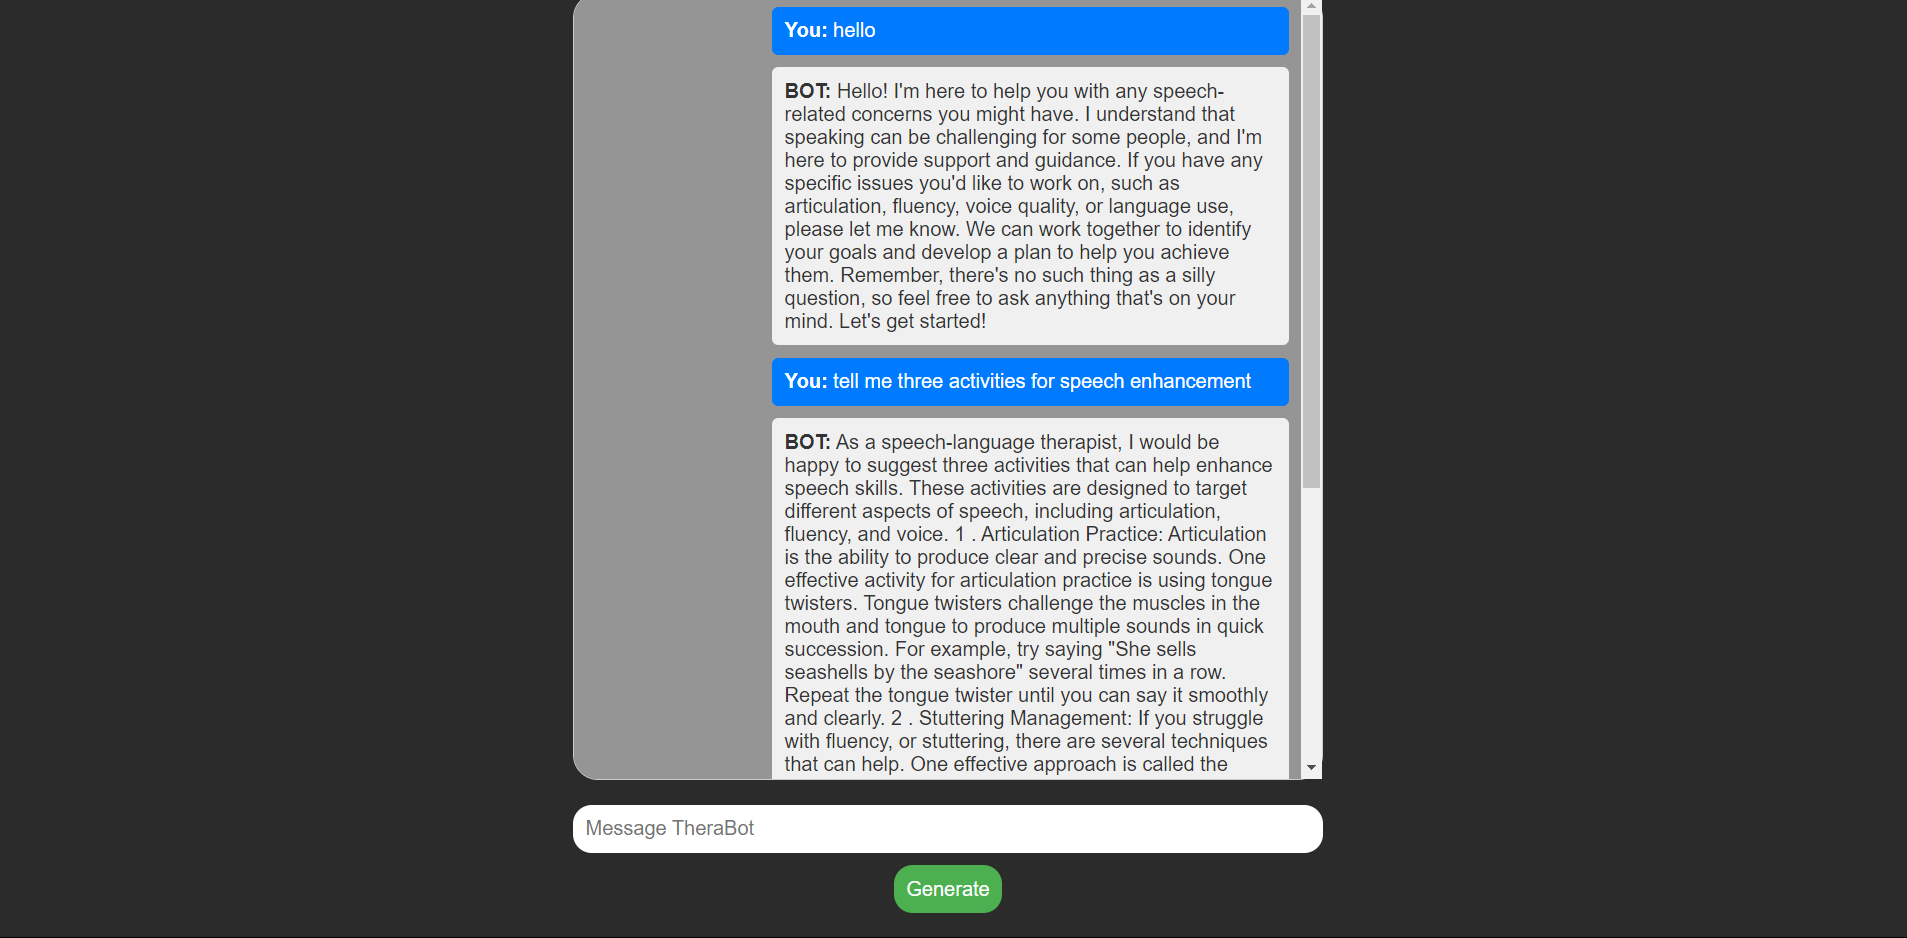 You: hello
BOT: Hello! I'm here to help you with any speech-
related concerns you might have. I understand that
speaking can be challenging for some people, and I'm
here to provide support and guidance. If you have any
specific issues you'd like to work on, such as
articulation, fluency, voice quality, or language use,
please let me know. We can work together to identify
your goals and develop a plan to help you achieve
them. Remember, there's no such thing as a silly
question, so feel free to ask anything that's on your
mind. Let's get started!
You: tell me three activities for speech enhancement
BOT: As a speech-language therapist, I would be
happy to suggest three activities that can help enhance
speech skills. These activities are designed to target
different aspects of speech, including articulation,
fluency, and voice. 1 . Articulation Practice: Articulation
is the ability to produce clear and precise sounds. One
effective activity for articulation practice is using tongue
twisters. Tongue twisters challenge the muscles in the
mouth and tongue to produce multiple sounds in quick
succession. For example, try saying "She sells
seashells by the seashore" several times in a row.
Repeat the tongue twister until you can say it smoothly
and clearly. 2 . Stuttering Management: If you struggle
with fluency, or stuttering, there are several techniques
that can help. One effective approach is called the
Message TheraBot
Generate